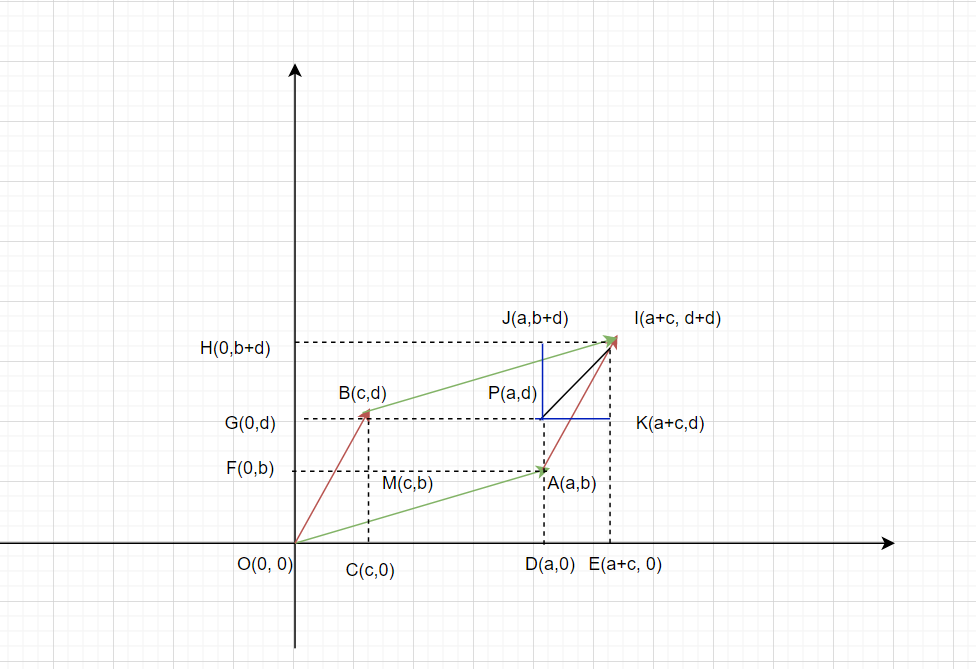 J(a,b+d)
I(a+c, d+d)
H(0,b+d)
B(c,d)
P(a,d)
G(0,d)
K(a+c,d)
F(0,b)
M(c,b)
A(a,b)
O(0, 0)
C(c,0)
D(a,0)
E(a+c, 0)